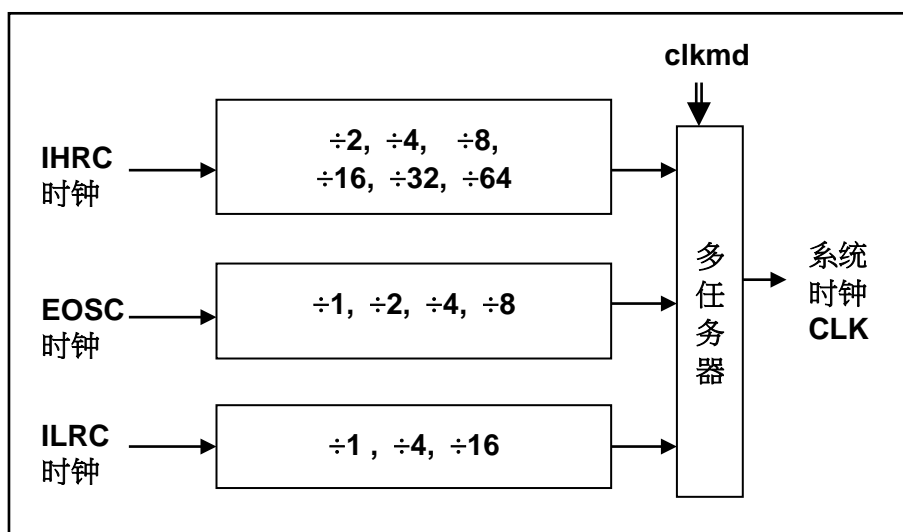 clkmd
IHRC
时钟
÷2, ÷4, ÷8,
÷16, ÷32, ÷64
EOSC
时钟
÷1, ÷2, ÷4, ÷8
ILRC
时钟
÷1 , ÷4, ÷16
多
任
务
器
系统
时钟
CLK